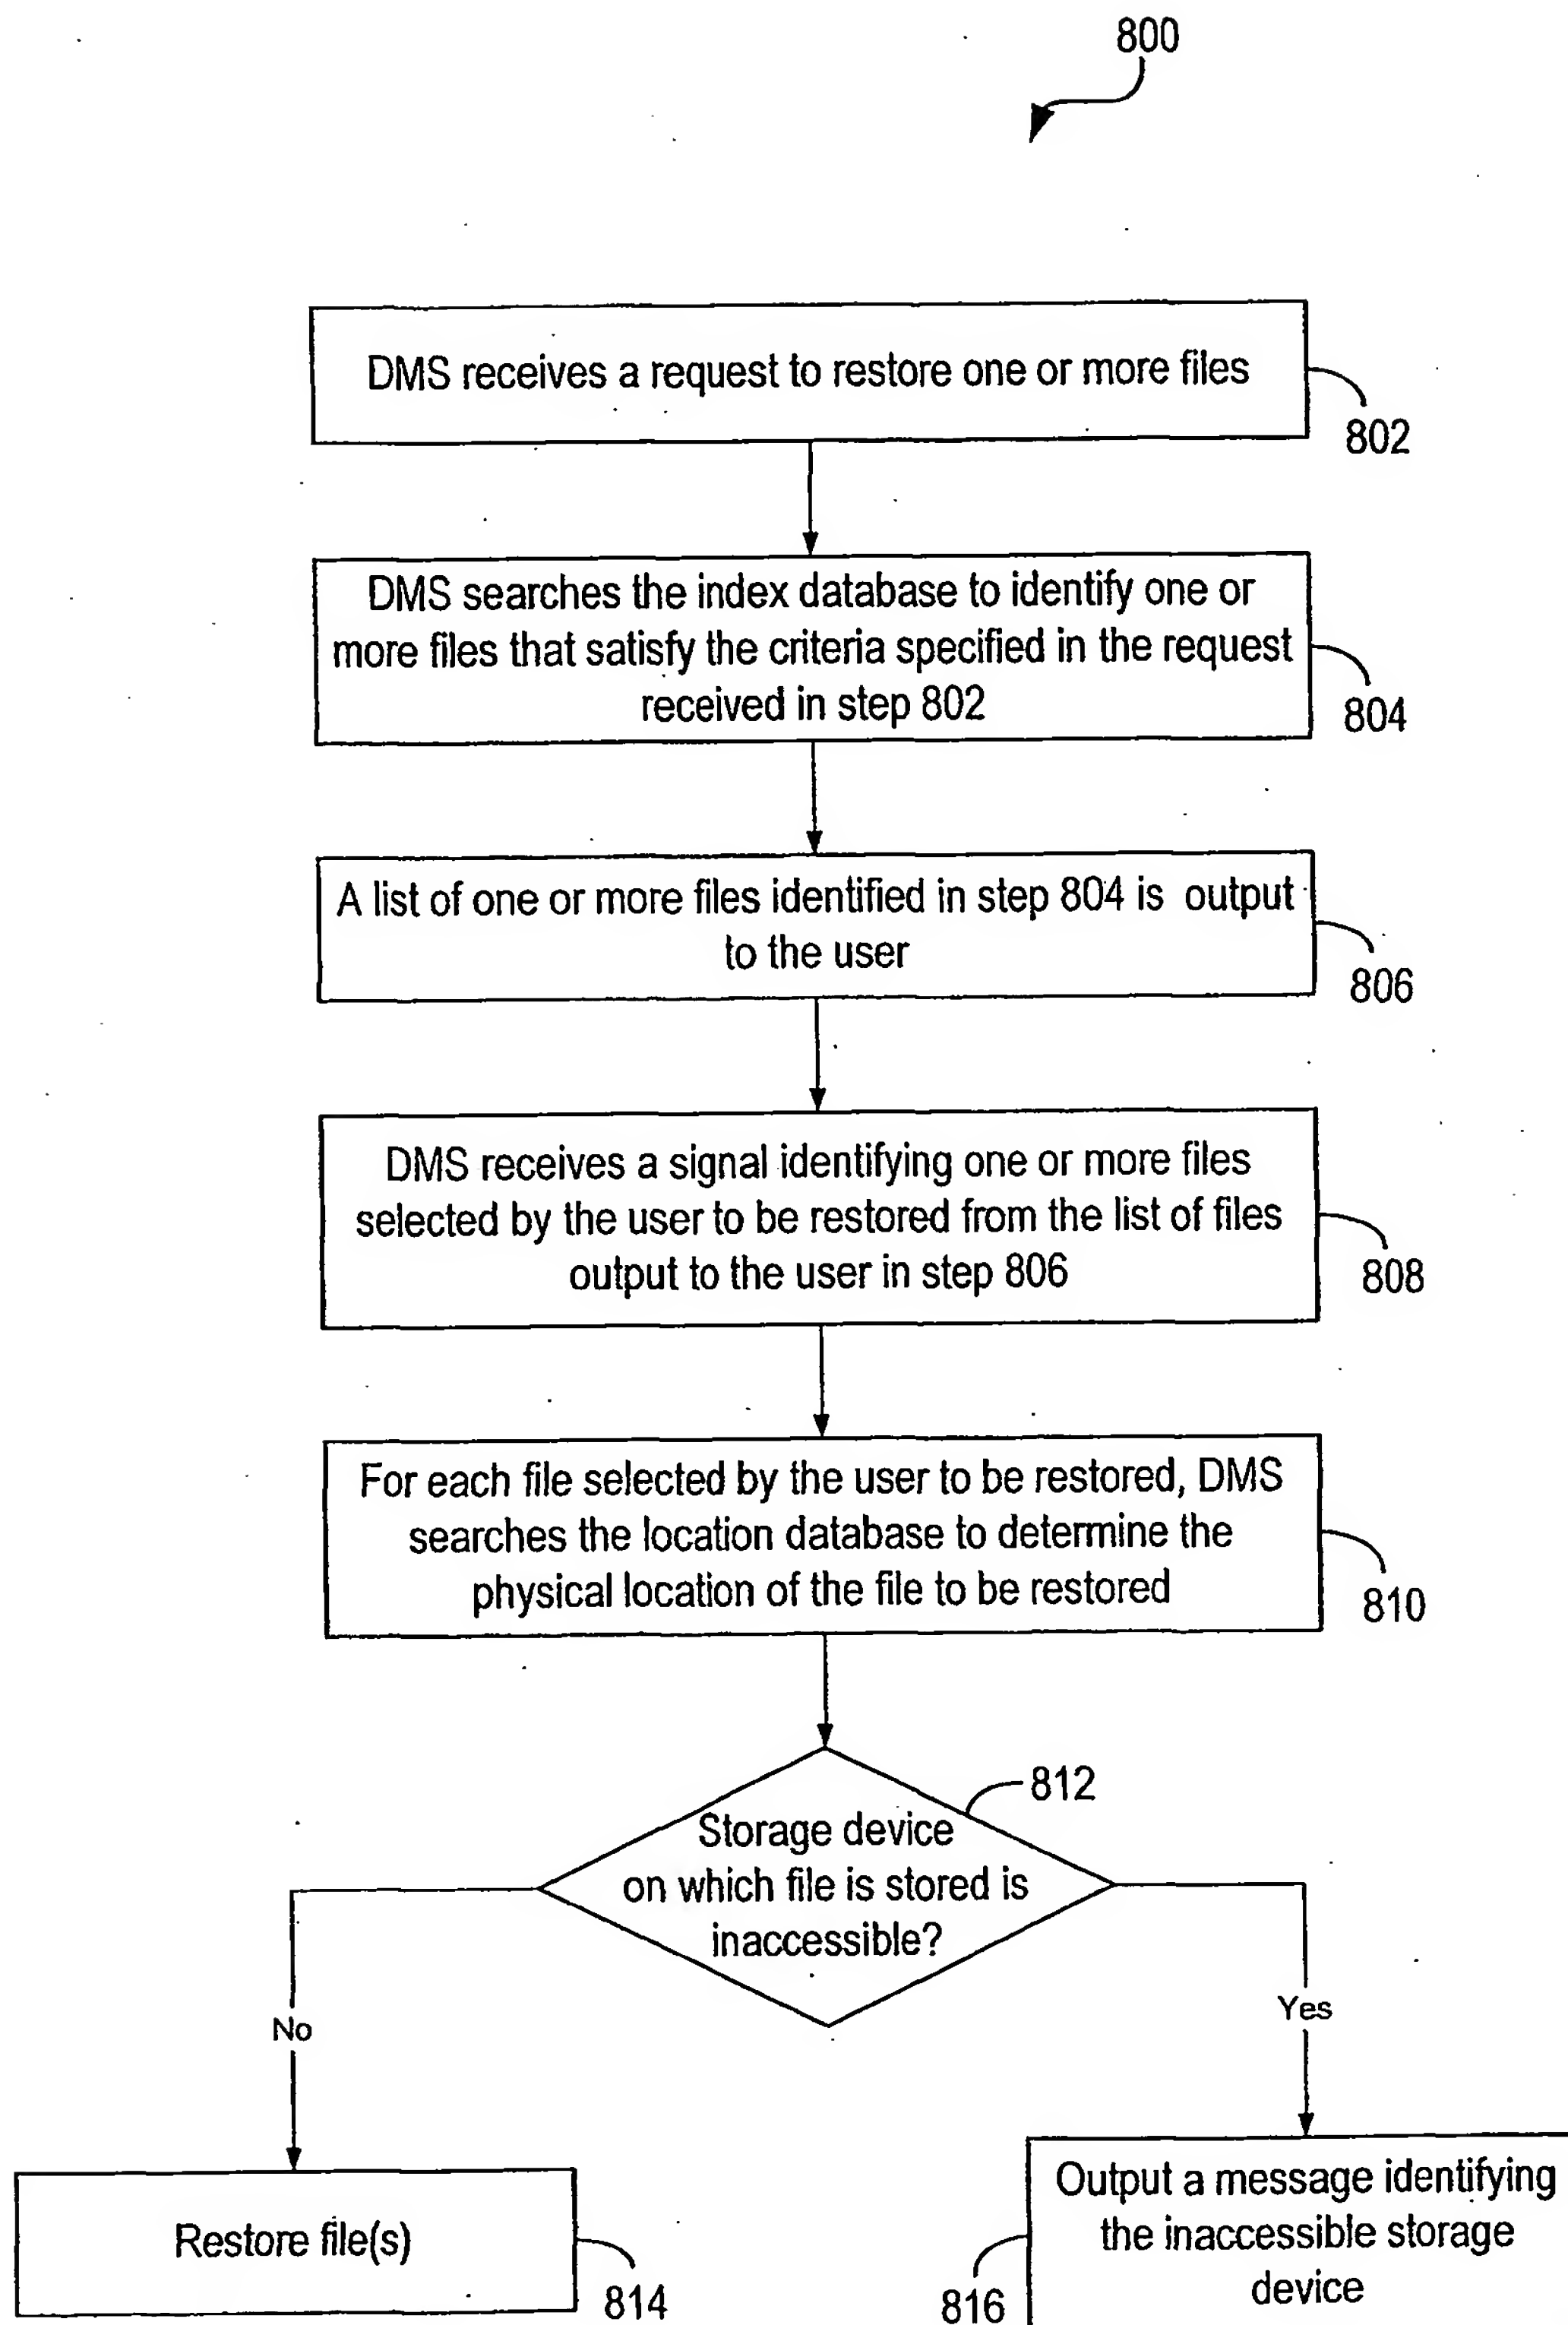 800
DMS receives a request to restore one or more files
802
DMS searches the index database to identify one or
more files that satisfy the criteria specified in the request
received in step 802
804
A list of one or more files identified in step 804 is output
to the user
806
DMS receives a signal identifying one or more files
selected by the user to be restored from the list of files
output to the user in step 806
808
For each file selected by the user to be restored, DMS
searches the location database to determine the
physical location of the file to be restored
810
812
Storage device
on which file is stored is
inaccessible?
No
Yes
Restore file(s)
814
Output a message identifying
the inaccessible storage
device
816